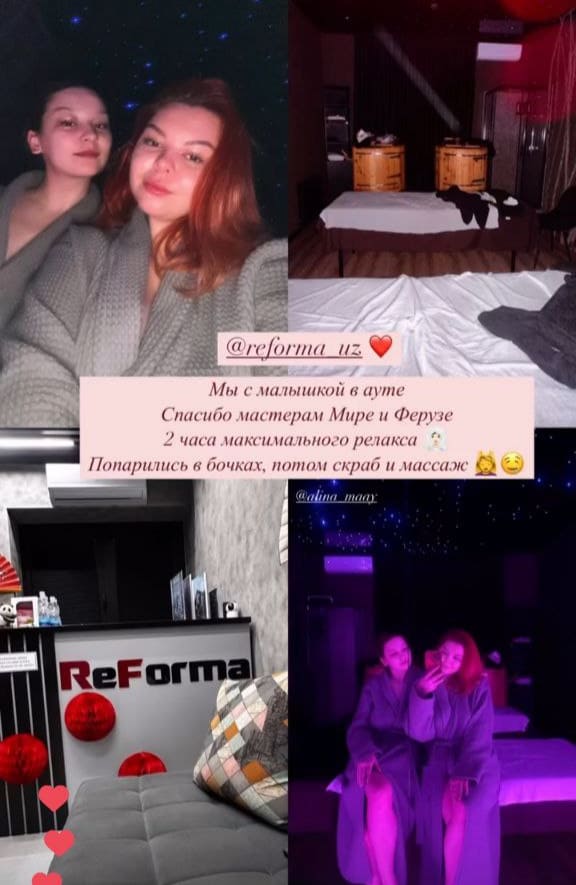 @reforma_uz ❤️
Мы с малышкой в ауте
Спасибо мастерам Мире и Ферузе
2 часа максимального релакса 🧖🏻‍♀️
Попарились в бочках, потом скраб и массаж 💆‍♀️🤤
@alina_maay
ReForma